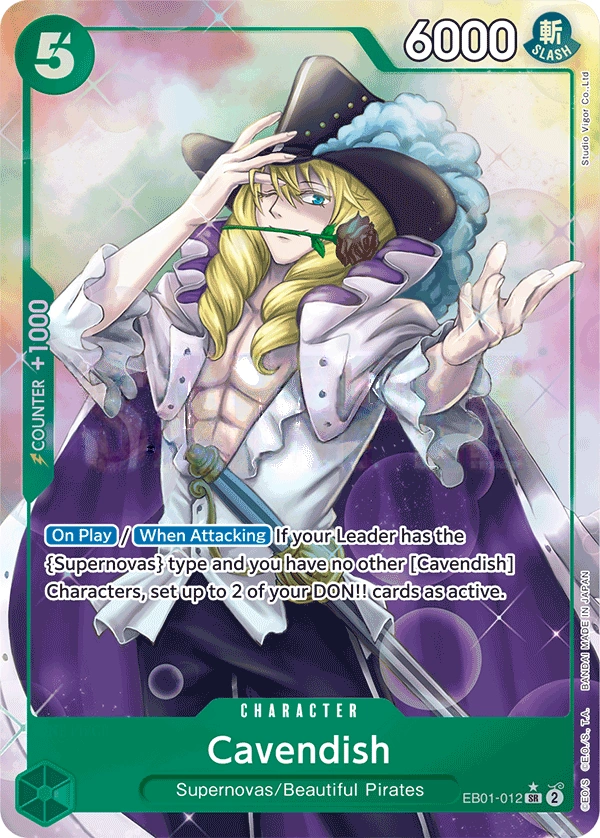 5
6000
斬
SLASH
Studio Vigor Co.,Ltd
COUNTER +1000
On Play / When Attacking If your Leader has the
{Supernovas} type and you have no other [Cavendish]
Characters, set up to 2 of your DON!! cards as active.
CHARACTER
Cavendish
Supernovas/Beautiful Pirates
EB01-012 SR 2
©E.O/S ©E.O./S., T.A. BANDAI MADE IN JAPAN